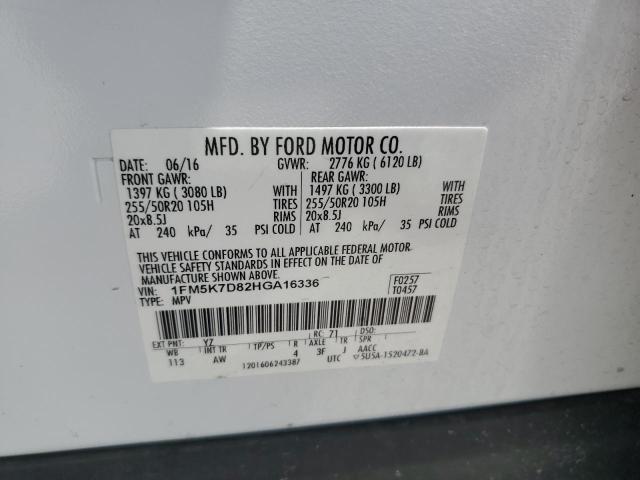 MFD. BY FORD MOTOR CO.
DATE: 06/16 GVWR: 2776 KG ( 6120 LB)
FRONT GAWR: REAR GAWR:
1397 KG ( 3080 LB) WITH 1497 KG ( 3300 LB) WITH
255/50R20 105H TIRES 255/50R20 105H TIRES
20x8.5J RIMS 20x8.5J RIMS
AT 240 kPa/ 35 PSI COLD AT 240 kPa/ 35 PSI COLD
THIS VEHICLE CONFORMS TO ALL APPLICABLE FEDERAL MOTOR
VEHICLE SAFETY STANDARDS IN EFFECT ON THE DATE OF
MANUFACTURE SHOWN ABOVE.
VIN: 1FM5K7D82HGA16336 F0257
TYPE: MPV T0457
EXT PNT: YZ RC: 71 DSO:
WB INT TR TP/PS R AXLE TR SPR
113 AW 4 3F J AACC
1201606243387 UTC 5U5A-1520472-BA